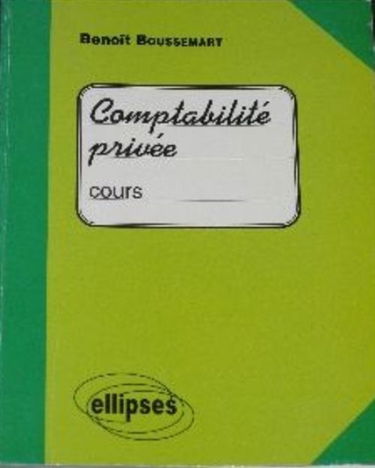 Benoît BOUSSEMART
Comptabilité
privée
cours
ellipses